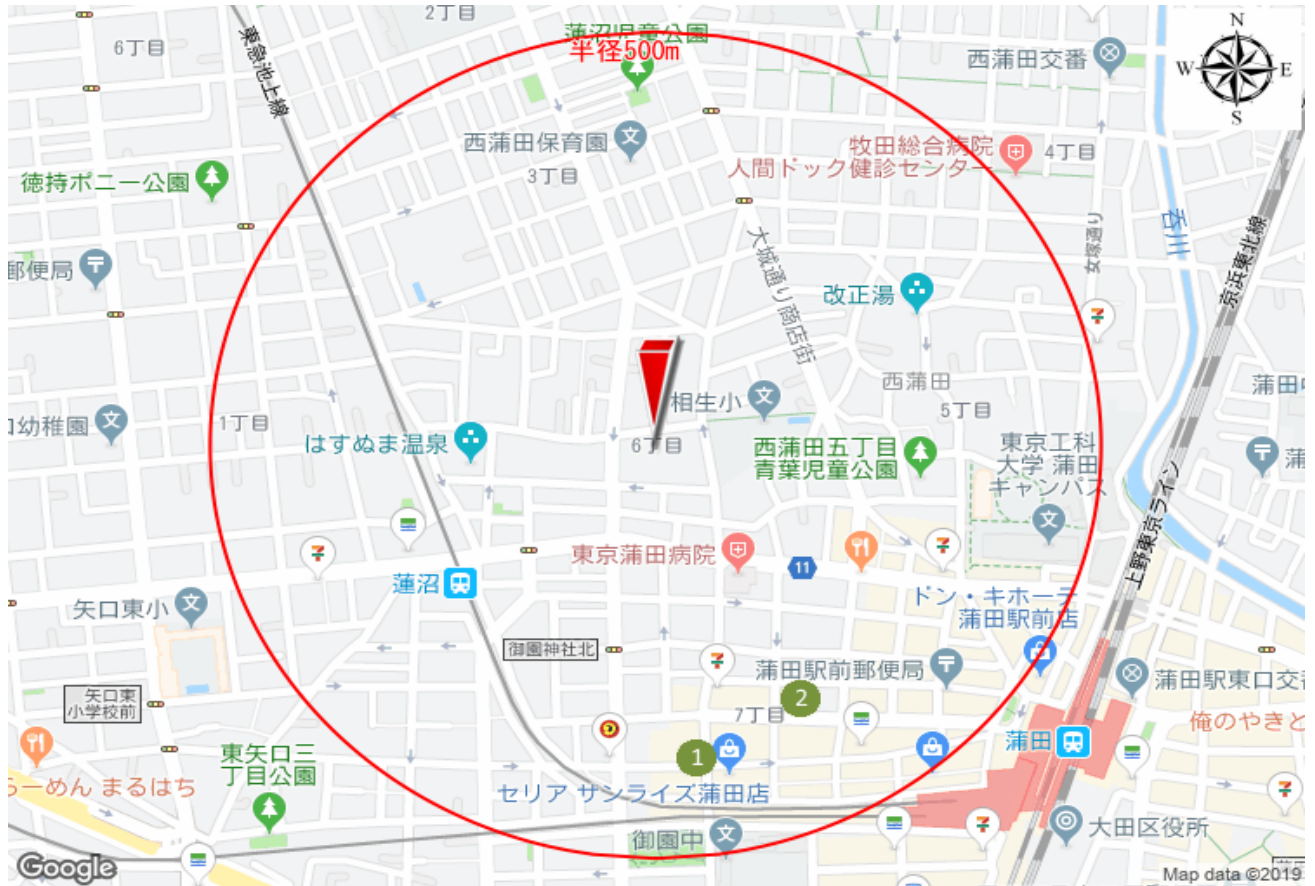 2丁目
6丁目
東急池上線
蓮沼児童公園
半径500m
西蒲田交番
N
W
E
S
西蒲田保育園
3丁目
牧田総合病院
人間ドック健診センター
4丁目
徳持ポニー公園
女塚通り
呑川
京浜東北線
郵便局
大城通り商店街
改正湯
西蒲田
5丁目
蒲田
相生小
幼稚園
1丁目
はすぬま温泉
6丁目
西蒲田五丁目
青葉児童公園
東京工科
大学 蒲田
キャンパス
蒲
上野東京ライン
東京蒲田病院
11
蓮沼
矢口東小
ドン・キホーテ
蒲田駅前店
御園神社北
蒲田駅前郵便局
蒲田駅東口交番
矢口東
小学校前
2
7丁目
俺のやきと
蒲田
東矢口三
丁目公園
1
らーめん まるはち
セリア サンライズ蒲田店
御園中
大田区役所
Google
Map data ©2019